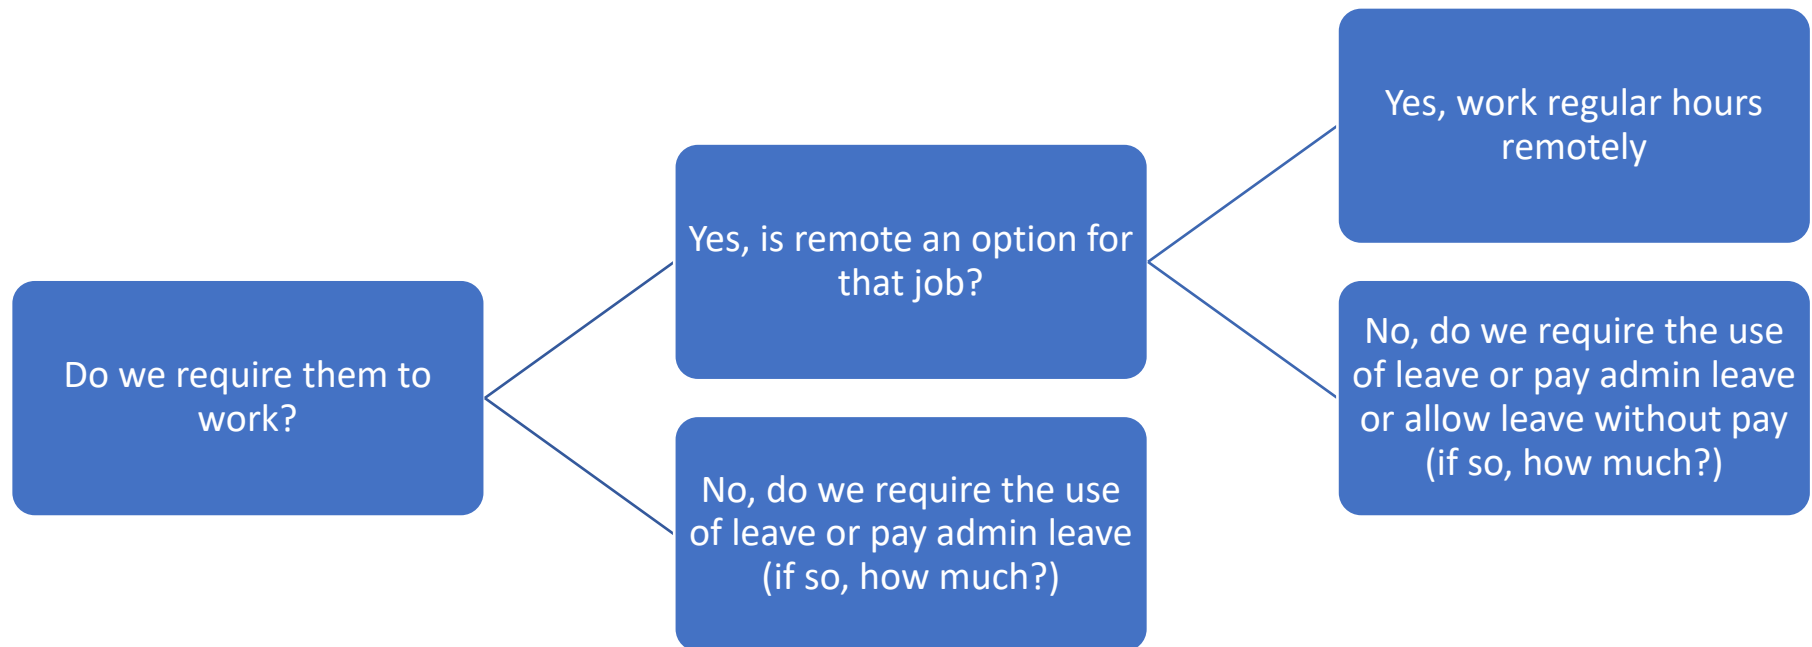 Do we require them to
work?
Yes, is remote an option for
that job?
No, do we require the use
of leave or pay admin leave
(if so, how much?)
Yes, work regular hours
remotely
No, do we require the use
of leave or pay admin leave
or allow leave without pay
(if so, how much?)